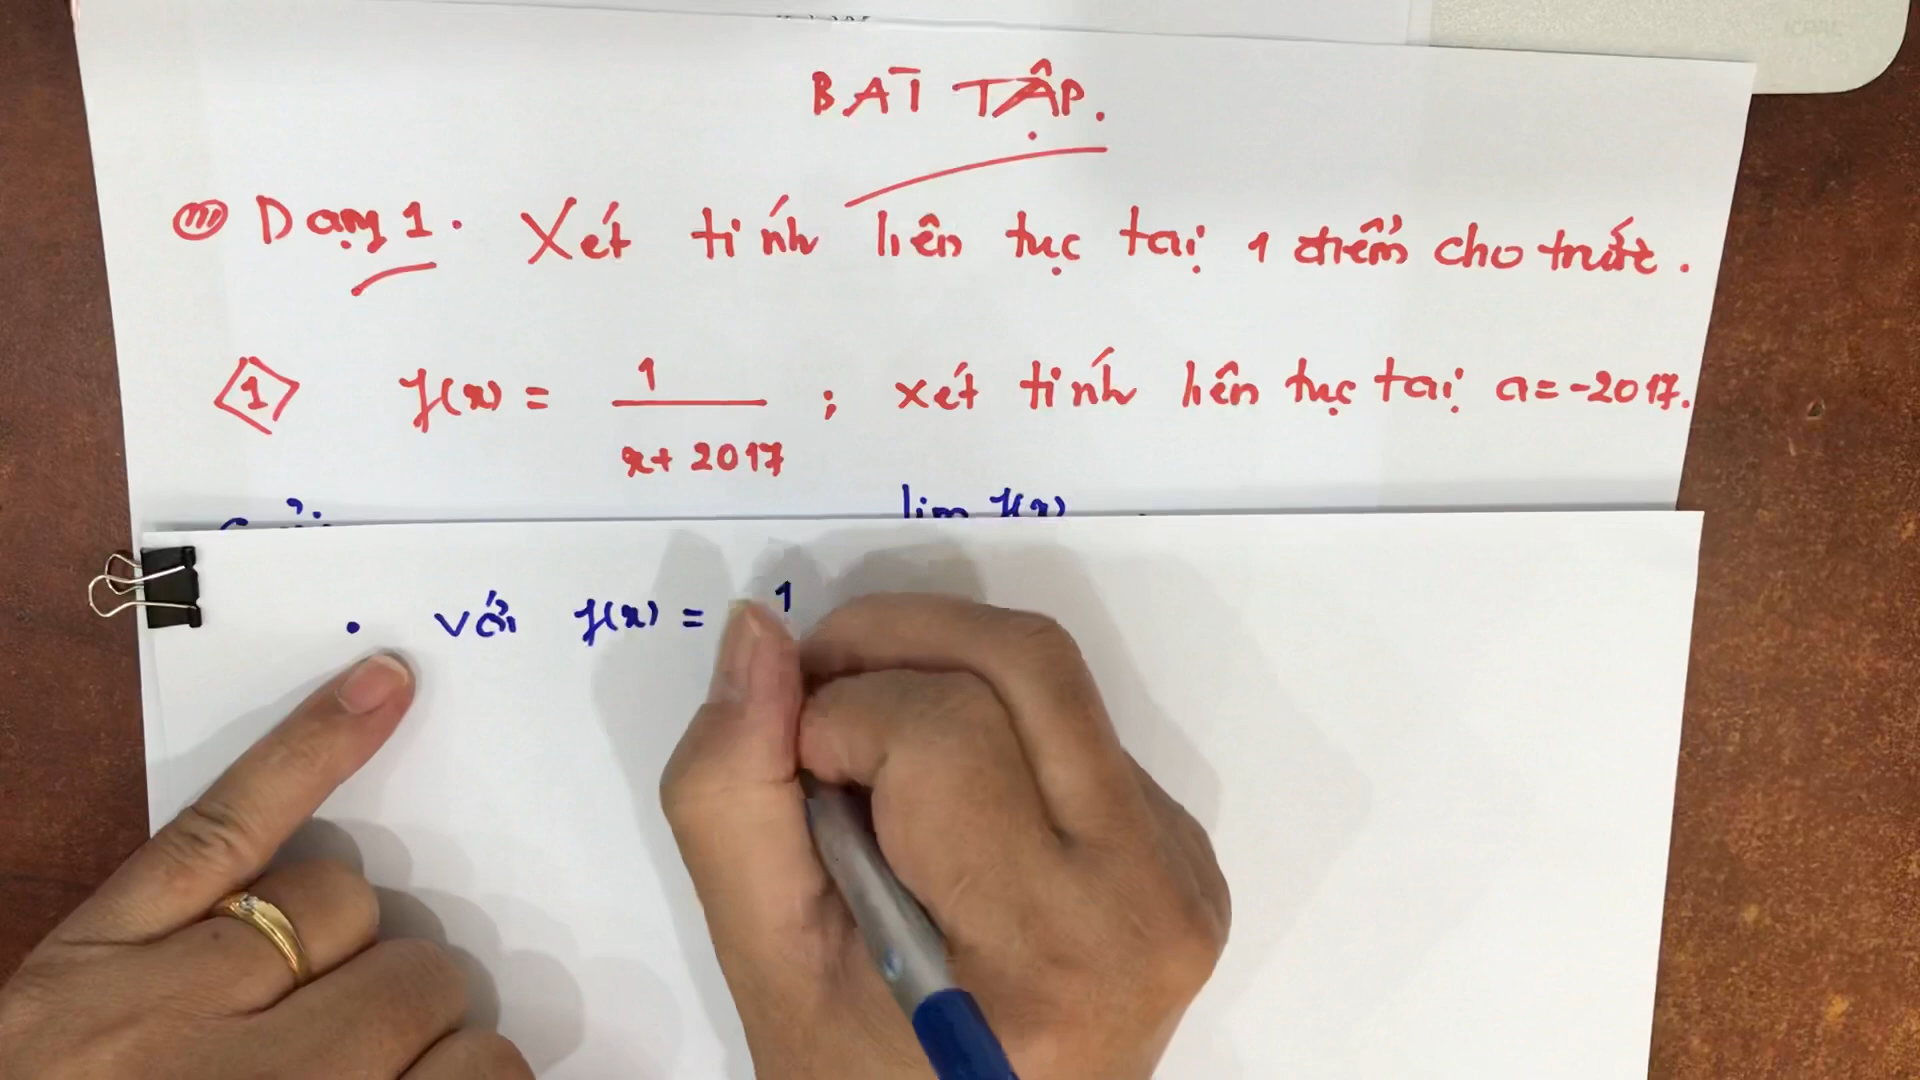 BÀI TẬP.
Dạng 1. Xét tính liên tục tại 1 điểm cho trước.
1 f(x) = 1 / x + 2017 ; xét tính liên tục tại a = -2017.
lim f(x)
• Với f(x) = 1